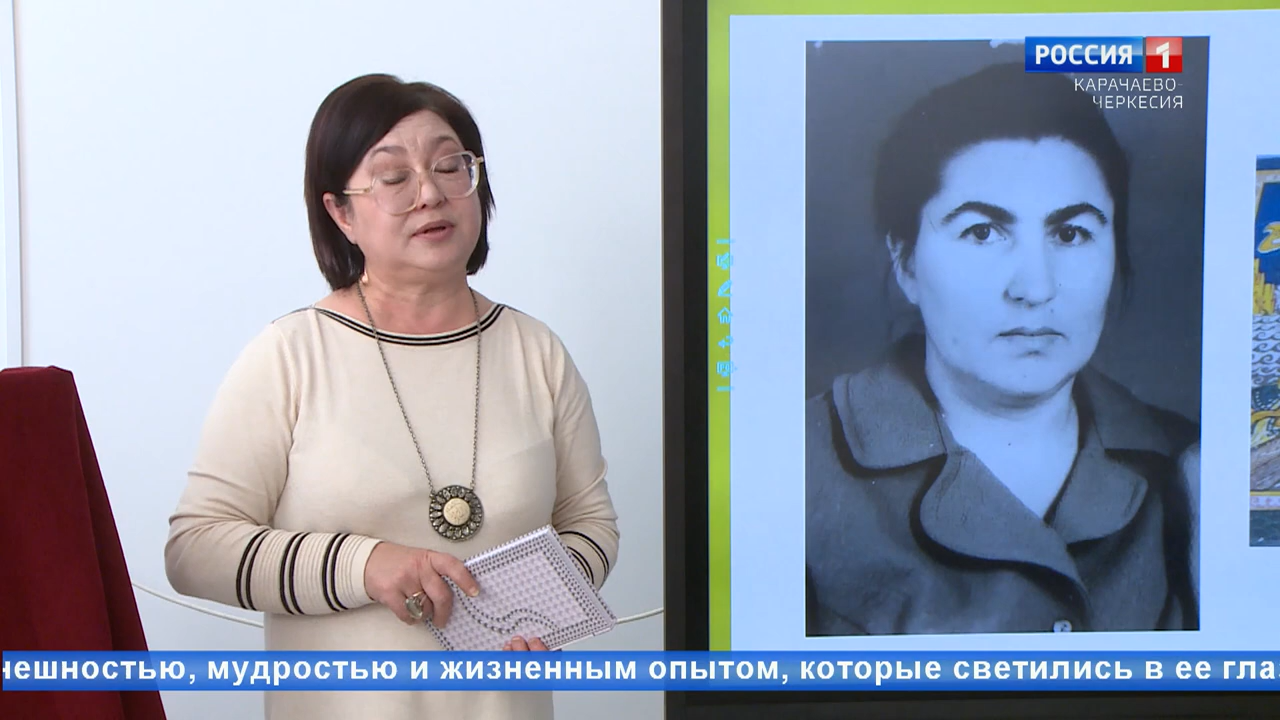 РОССИЯ 1
КАРАЧАЕВО-
ЧЕРКЕСИЯ
нешностью, мудростью и жизненным опытом, которые светились в ее гла